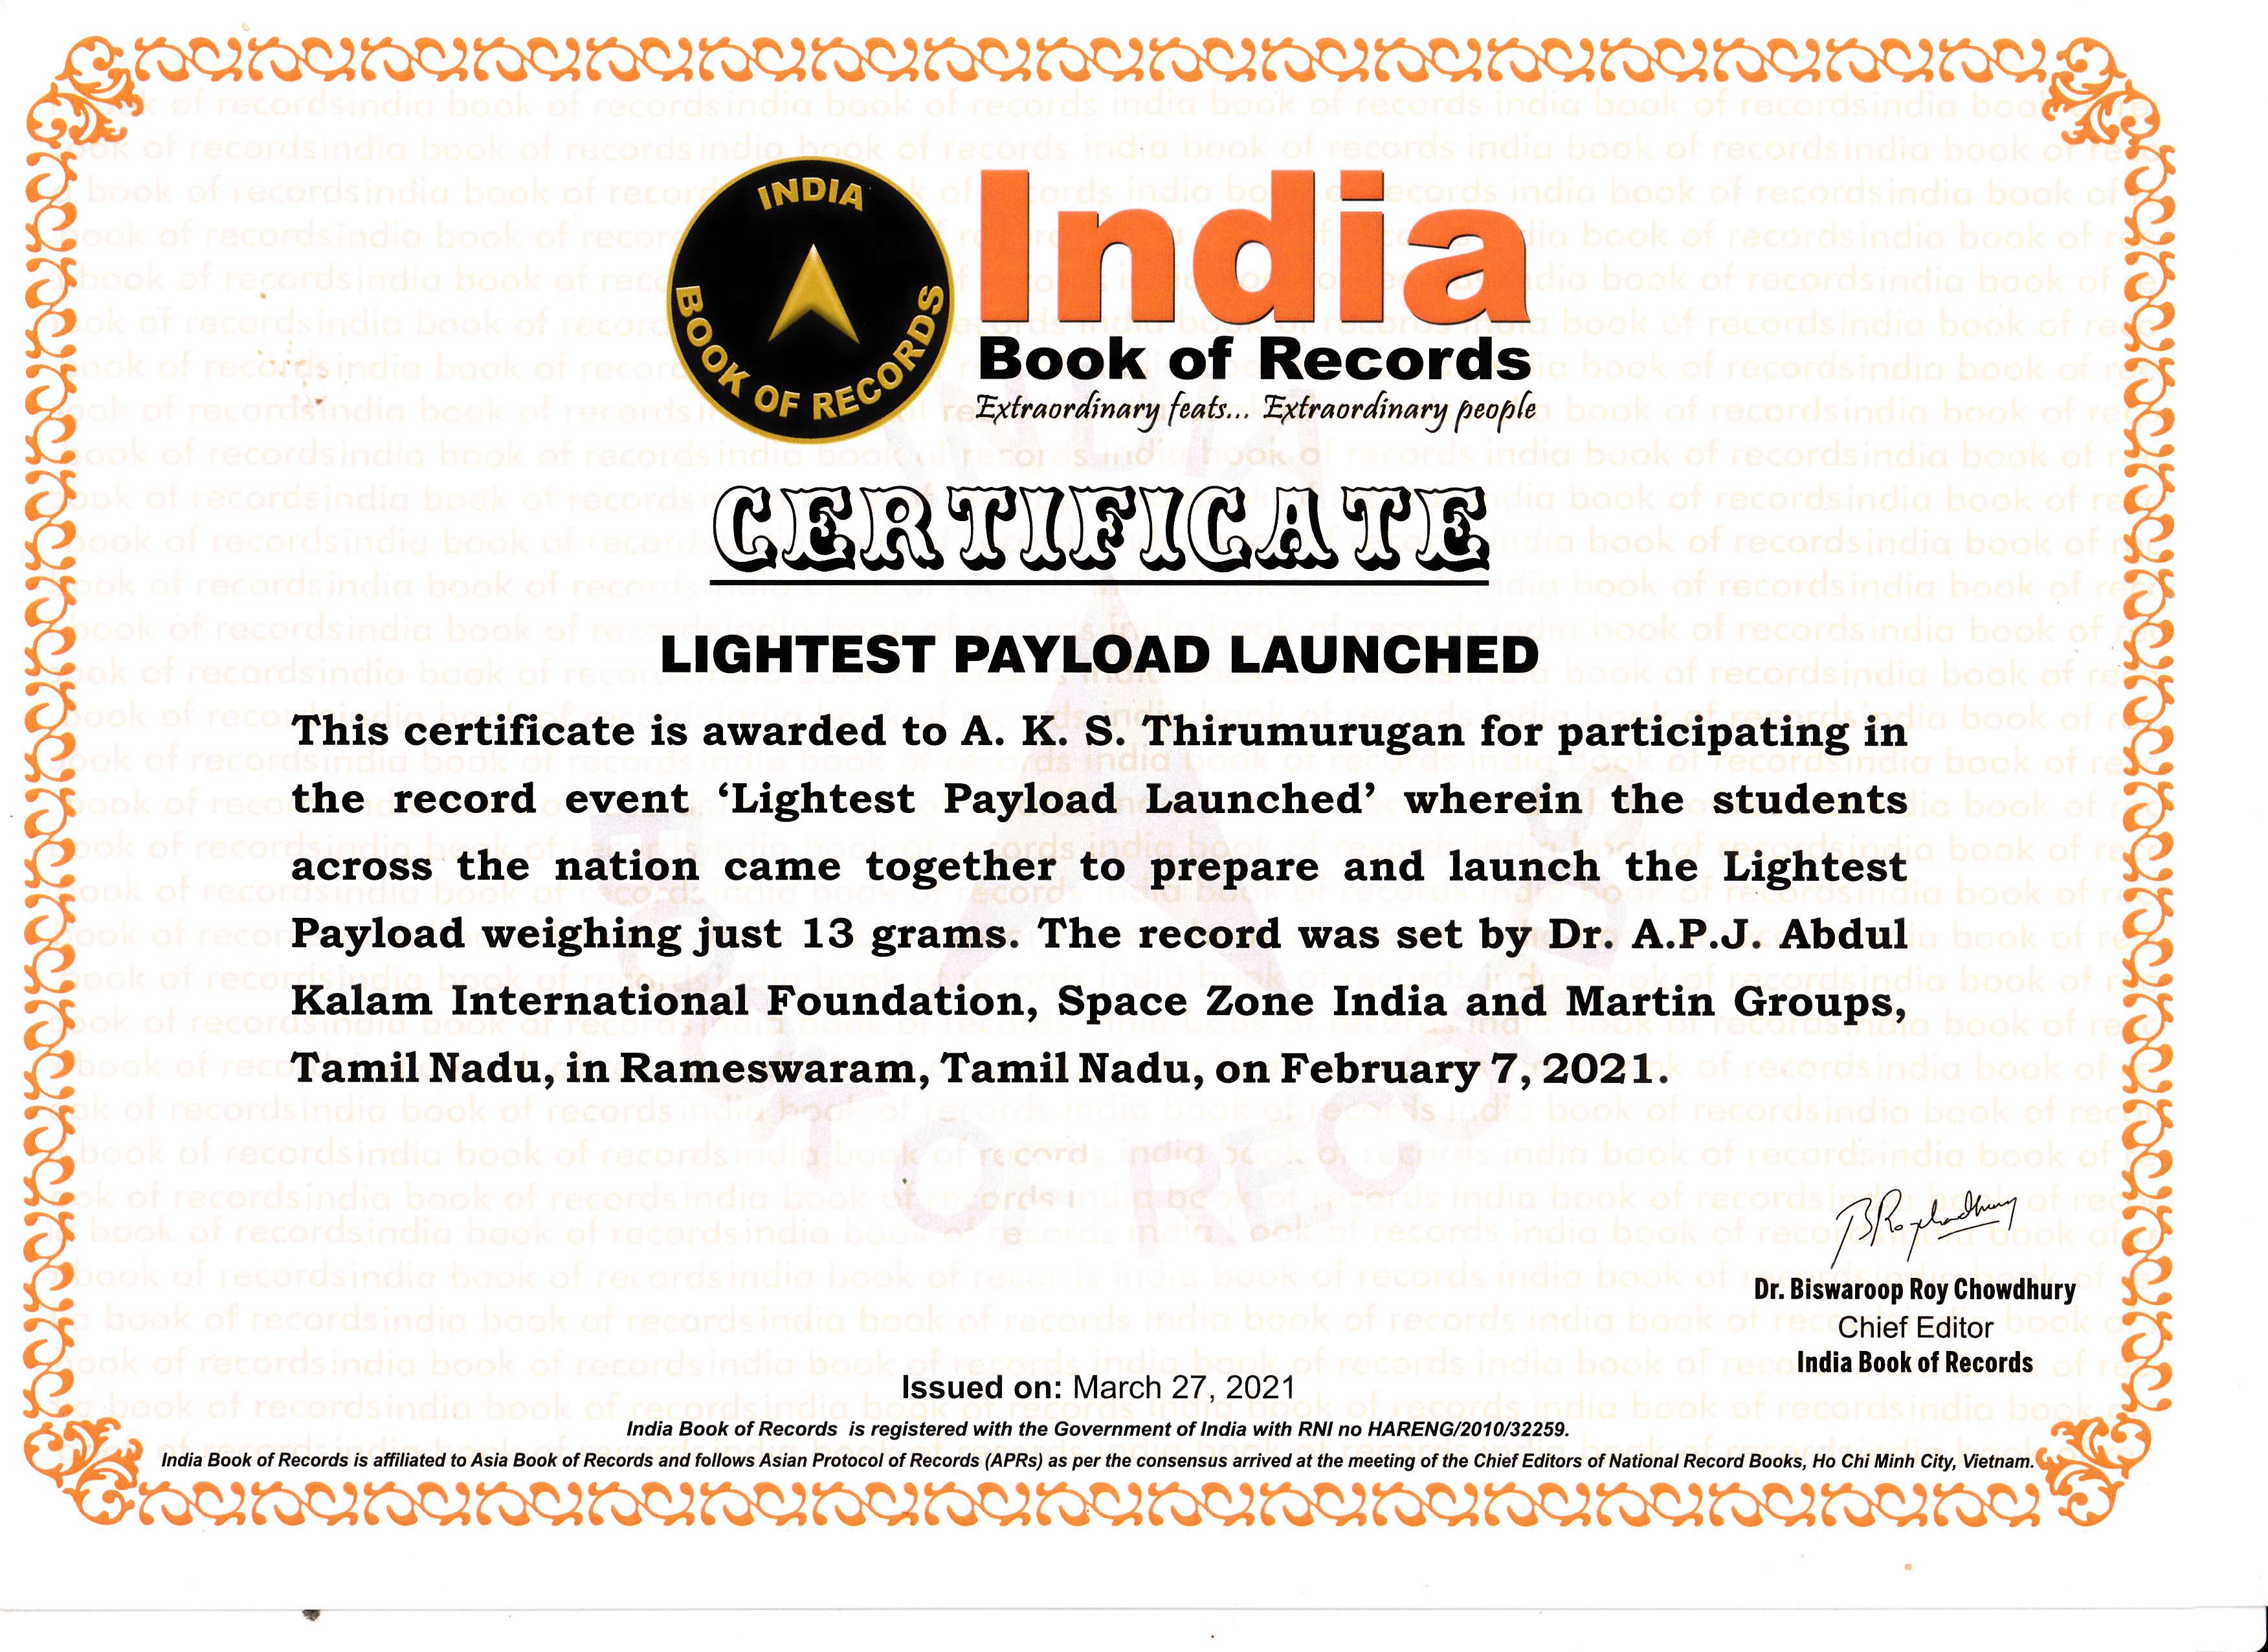 INDIA
BOOK OF RECORDS
India
Book of Records
Extraordinary feats... Extraordinary people
CERTIFICATE
LIGHTEST PAYLOAD LAUNCHED
This certificate is awarded to A. K. S. Thirumurugan for participating in
the record event ‘Lightest Payload Launched’ wherein the students
across the nation came together to prepare and launch the Lightest
Payload weighing just 13 grams. The record was set by Dr. A.P.J. Abdul
Kalam International Foundation, Space Zone India and Martin Groups,
Tamil Nadu, in Rameswaram, Tamil Nadu, on February 7, 2021.
BRoychowdhury
Dr. Biswaroop Roy Chowdhury
Chief Editor
India Book of Records
Issued on: March 27, 2021
India Book of Records is registered with the Government of India with RNI no HARENG/2010/32259.
India Book of Records is affiliated to Asia Book of Records and follows Asian Protocol of Records (APRs) as per the consensus arrived at the meeting of the Chief Editors of National Record Books, Ho Chi Minh City, Vietnam.